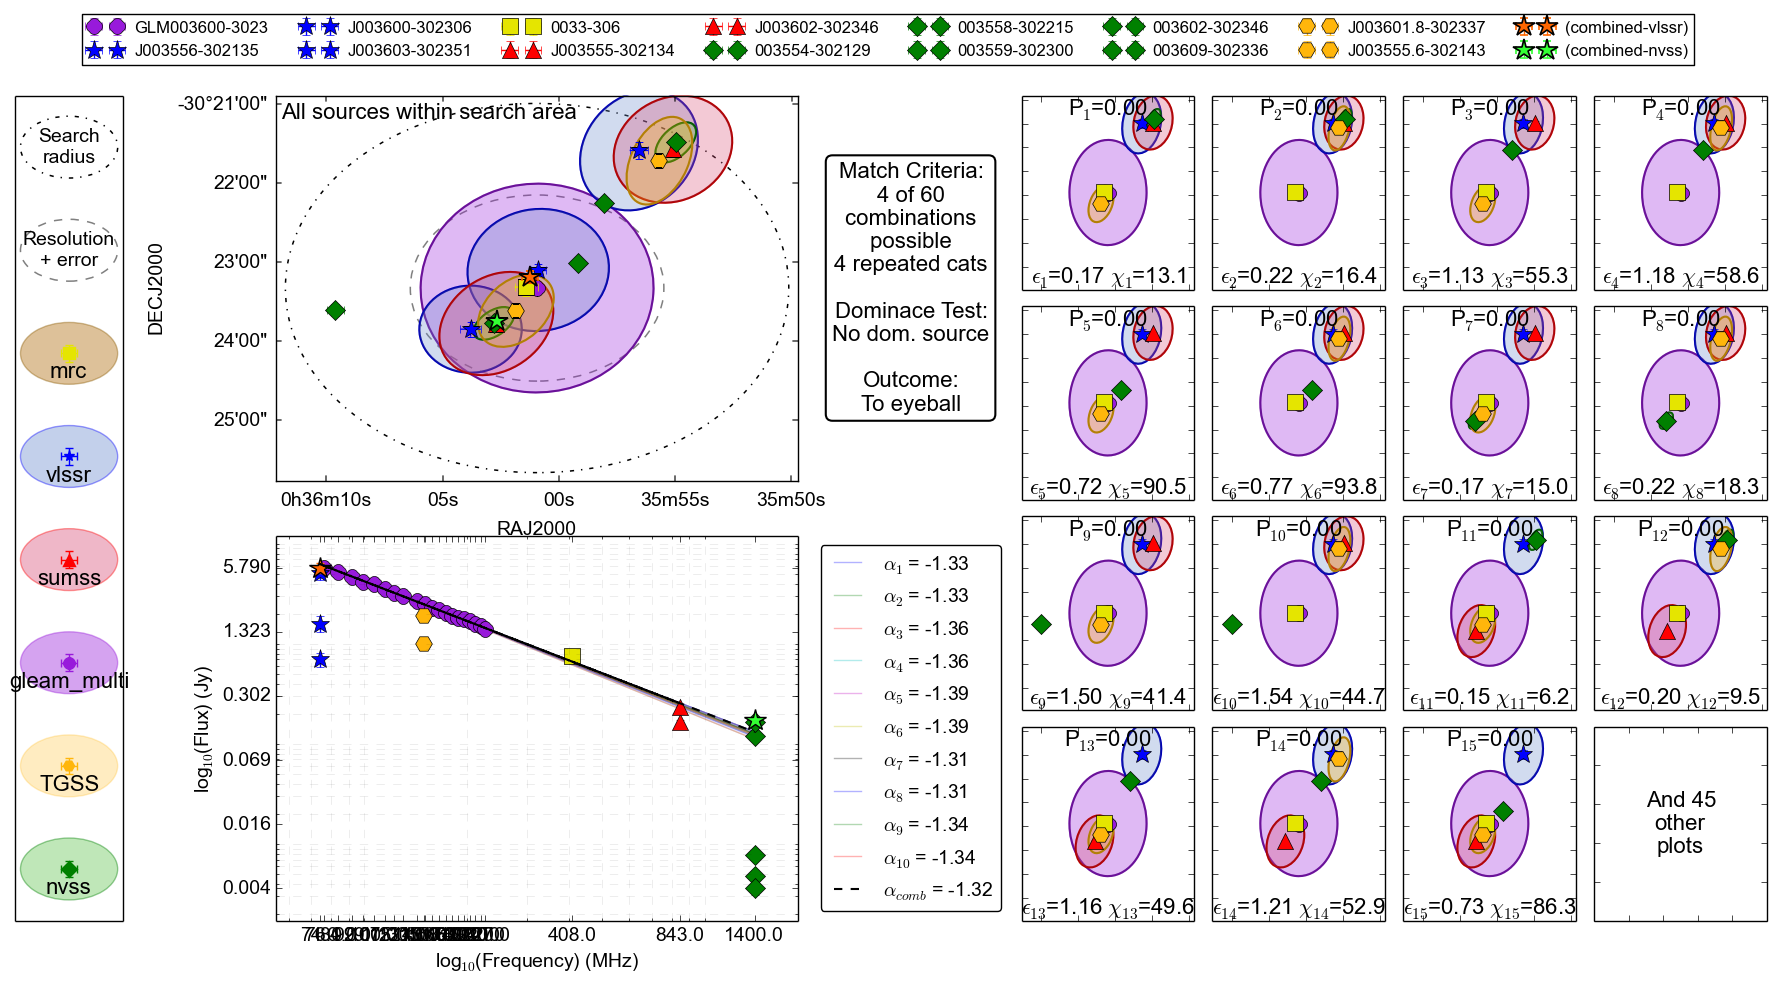 GLM003600-3023 J003600-302306 0033-306 J003602-302346 003558-302215 003602-302346 J003601.8-302337 (combined-vlssr)
J003556-302135 J003603-302351 J003555-302134 003554-302129 003559-302300 003609-302336 J003555.6-302143 (combined-nvss)
Search
radius
Resolution
+ error
mrc
vlssr
sumss
gleam_multi
TGSS
nvss
All sources within search area
DECJ2000
-30°21'00"
22'00"
23'00"
24'00"
25'00"
0h36m10s 05s 00s 35m55s 35m50s
RAJ2000
Match Criteria:
4 of 60
combinations
possible
4 repeated cats
Dominace Test:
No dom. source
Outcome:
To eyeball
log10(Flux) (Jy)
5.790
1.323
0.302
0.069
0.016
0.004
408.0 843.0 1400.0
log10(Frequency) (MHz)
α1 = -1.33
α2 = -1.33
α3 = -1.36
α4 = -1.36
α5 = -1.39
α6 = -1.39
α7 = -1.31
α8 = -1.31
α9 = -1.34
α10 = -1.34
αcomb = -1.32
P1=0.00 P2=0.00 P3=0.00 P4=0.00
ϵ1=0.17 χ1=13.1 ϵ2=0.22 χ2=16.4 ϵ3=1.13 χ3=55.3 ϵ4=1.18 χ4=58.6
P5=0.00 P6=0.00 P7=0.00 P8=0.00
ϵ5=0.72 χ5=90.5 ϵ6=0.77 χ6=93.8 ϵ7=0.17 χ7=15.0 ϵ8=0.22 χ8=18.3
P9=0.00 P10=0.00 P11=0.00 P12=0.00
ϵ9=1.50 χ9=41.4 ϵ10=1.54 χ10=44.7 ϵ11=0.15 χ11=6.2 ϵ12=0.20 χ12=9.5
P13=0.00 P14=0.00 P15=0.00
ϵ13=1.16 χ13=49.6 ϵ14=1.21 χ14=52.9 ϵ15=0.73 χ15=86.3
And 45
other
plots